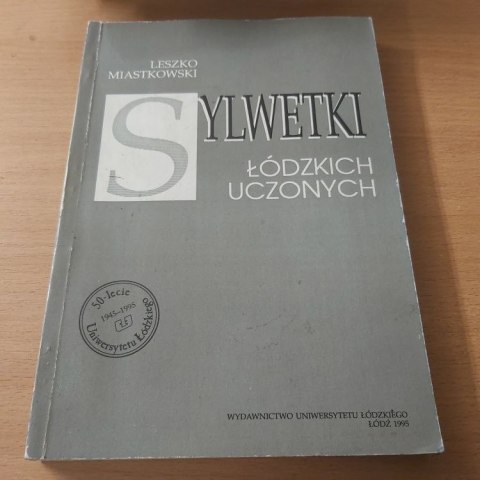 LESZKO
MIASTKOWSKI
SYLWETKI
ŁÓDZKICH
UCZONYCH
50-lecie
1945-1995
Uniwersytetu Łódzkiego
WYDAWNICTWO UNIWERSYTETU ŁÓDZKIEGO
ŁÓDŹ 1995